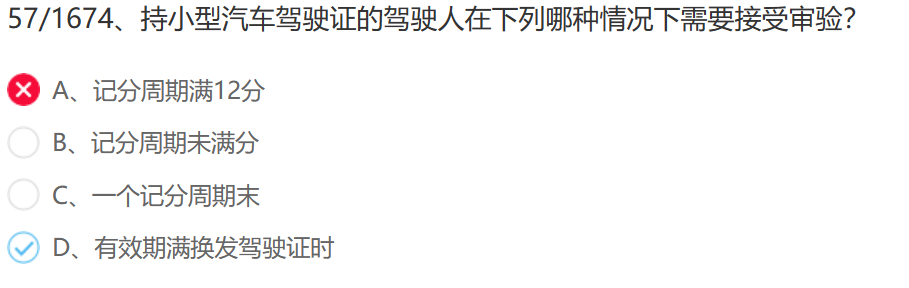 57/1674、持小型汽车驾驶证的驾驶人在下列哪种情况下需要接受审验？
A、记分周期满12分
B、记分周期未满分
C、一个记分周期末
D、有效期满换发驾驶证时